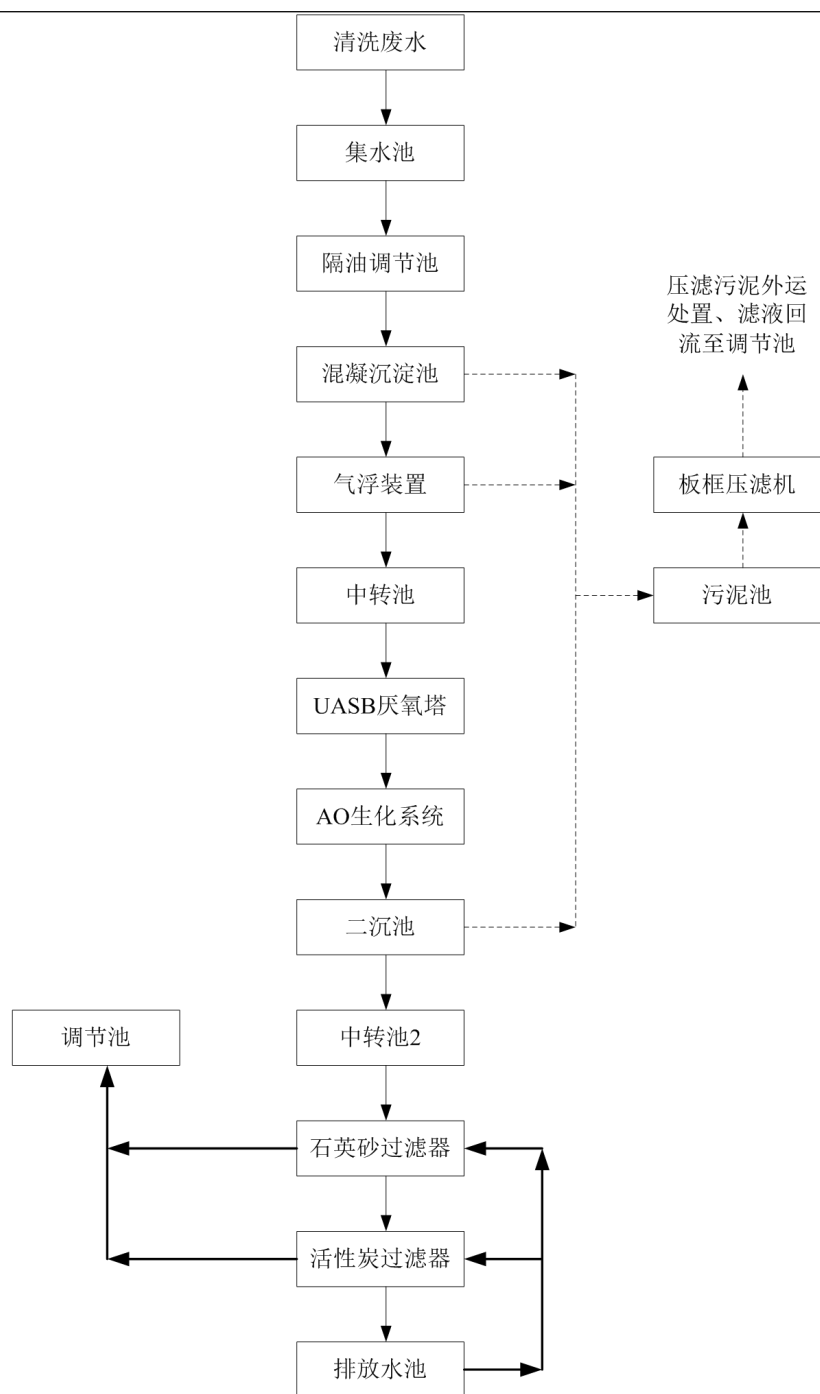 清洗废水
集水池
隔油调节池
压滤污泥外运
处置、滤液回
流至调节池
混凝沉淀池
气浮装置
板框压滤机
中转池
污泥池
UASB厌氧塔
AO生化系统
二沉池
调节池
中转池2
石英砂过滤器
活性炭过滤器
排放水池